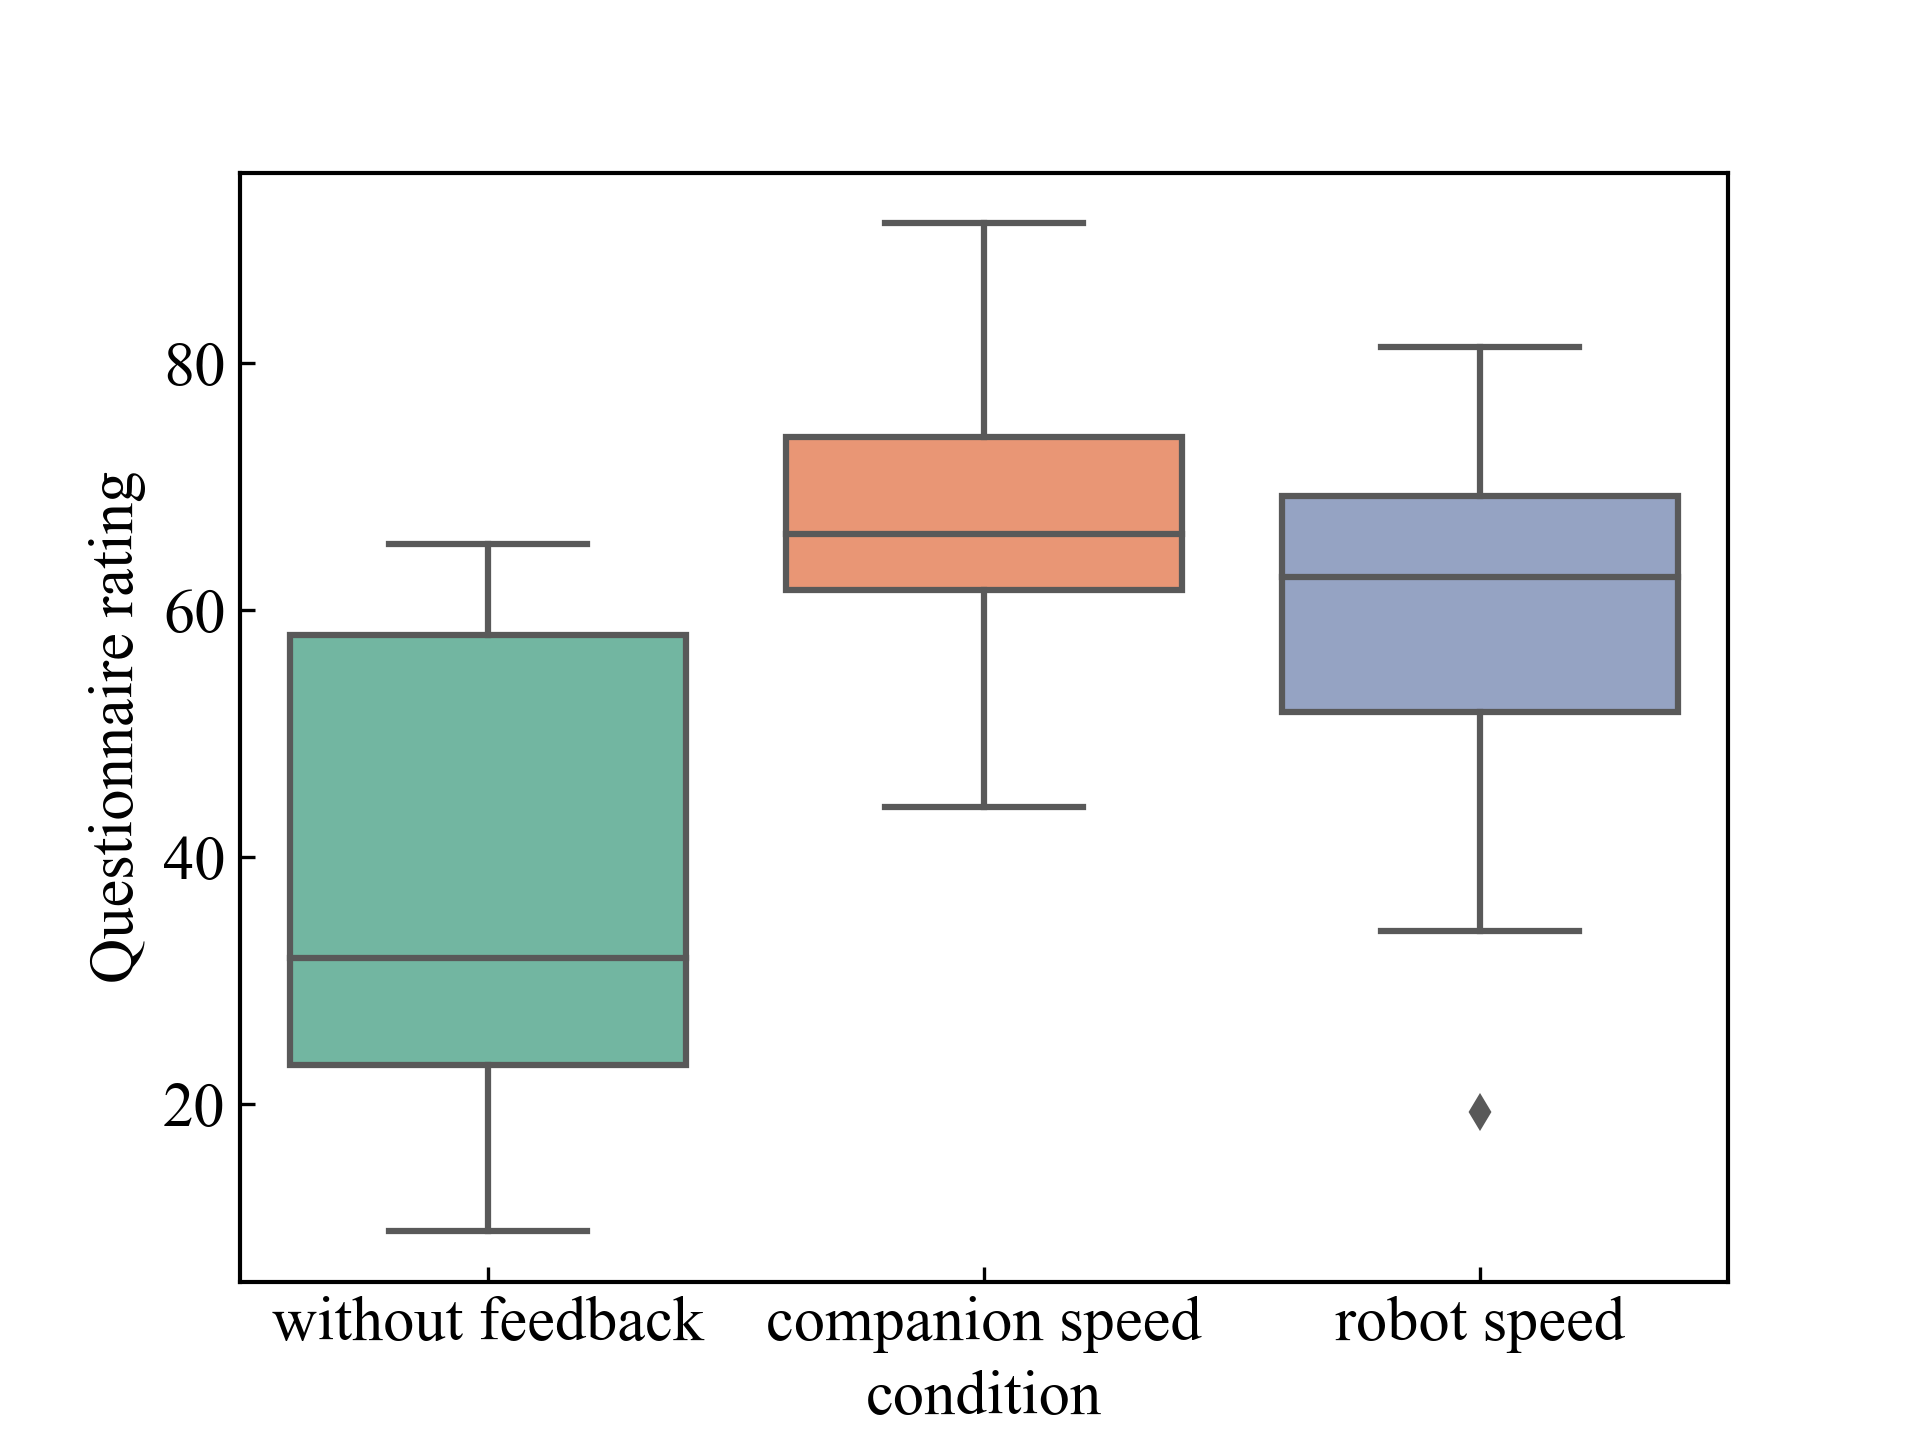 80
60
40
20
Questionnaire rating
without feedback companion speed robot speed
condition